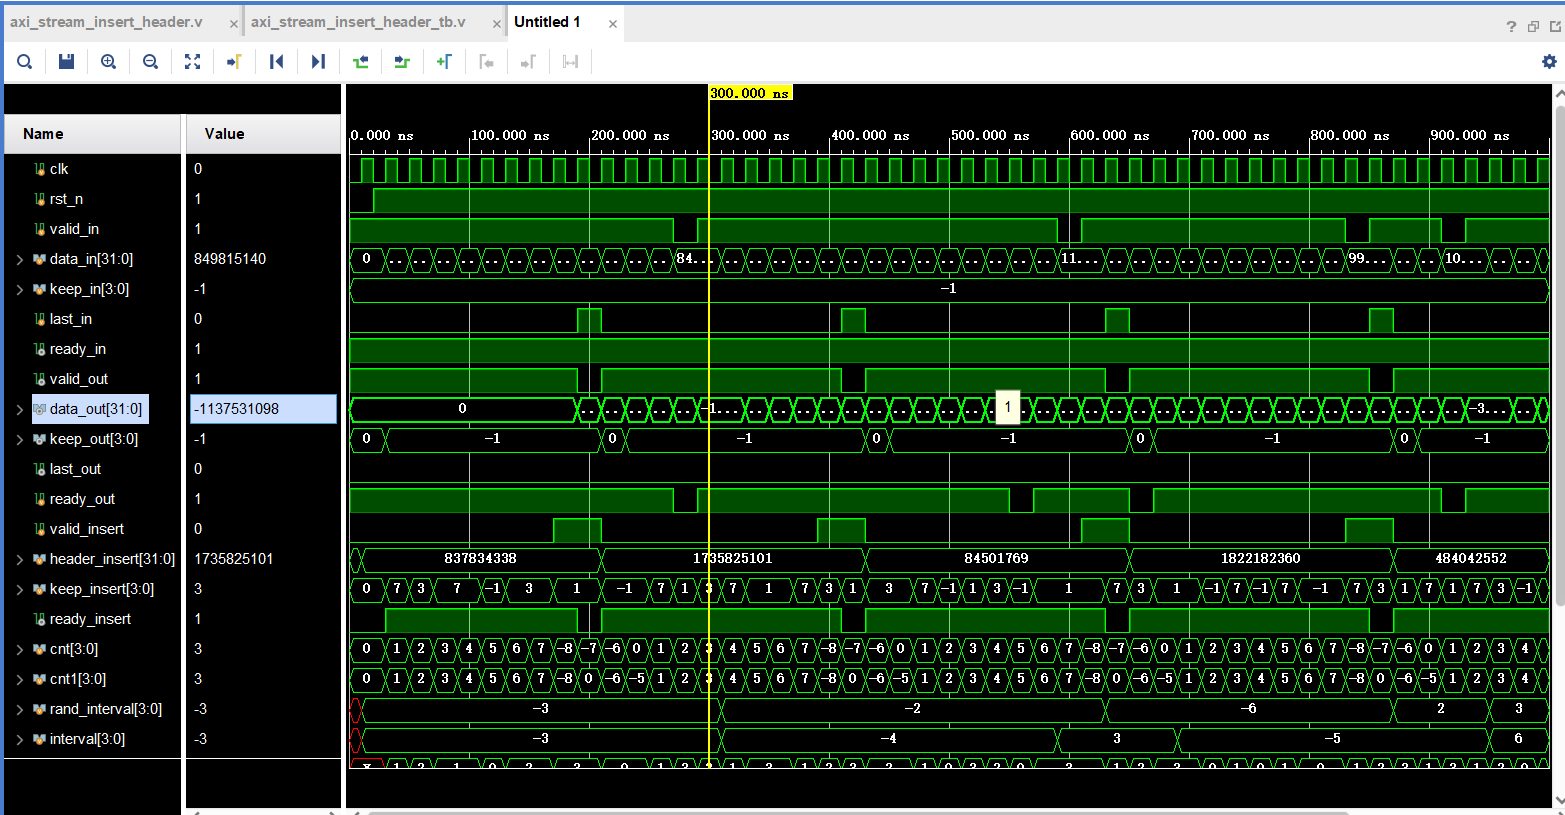 axi_stream_insert_header.v × axi_stream_insert_header_tb.v × Untitled 1 ×
?
300.000 ns
Name Value
0.000 ns 100.000 ns 200.000 ns 300.000 ns 400.000 ns 500.000 ns 600.000 ns 700.000 ns 800.000 ns 900.000 ns
clk 0
rst_n 1
valid_in 1
data_in[31:0] 849815140 0 84... 11... 99... 10...
keep_in[3:0] -1 -1
last_in 0
ready_in 1
valid_out 1
data_out[31:0] -1137531098 0 -1... 1 -3...
keep_out[3:0] -1 0 -1 0 -1 0 -1 0 -1 0 -1
last_out 0
ready_out 1
valid_insert 0
header_insert[31:0] 1735825101 837834338 1735825101 84501769 1822182360 484042552
keep_insert[3:0] 3 0 7 3 7 -1 3 1 -1 7 1 3 7 1 7 3 1 3 7 -1 1 3 -1 1 7 3 1 -1 7 -1 7 -1 7 3 1 7 1 7 3 -1
ready_insert 1
cnt[3:0] 3 0 1 2 3 4 5 6 7 -8 -7 -6 0 1 2 3 4 5 6 7 -8 -7 -6 0 1 2 3 4 5 6 7 -8 -7 -6 0 1 2 3 4 5 6 7 -8 -7 -6 0 1 2 3 4
cnt1[3:0] 3 0 1 2 3 4 5 6 7 -8 0 -6 -5 1 2 3 4 5 6 7 -8 0 -6 -5 1 2 3 4 5 6 7 -8 0 -6 -5 1 2 3 4 5 6 7 -8 0 -6 -5 1 2 3 4
rand_interval[3:0] -3 -3 -2 -6 2 3
interval[3:0] -3 -3 -4 3 -5 6